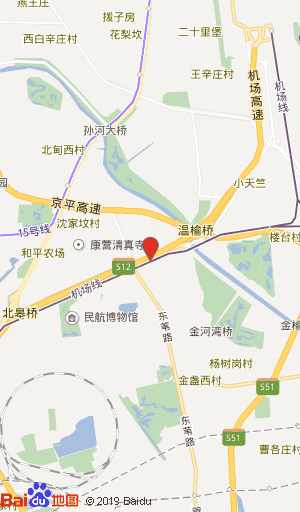 燕王庄
拨子房
花梨坎
二十里堡
西白辛庄村
王辛庄村
机场线
机场高速
孙河大桥
北甸西村
小天竺
园
京平高速
15号线
沈家坟村
温榆桥
楼台村
康营清真寺
和平农场
S12
机场线
北皋桥
民航博物馆
东苇路
金河湾桥
金榆
杨树岗村
金盏西村
S51
东苇路
S51
曹各庄村
Bai du 地图
© 2019 Baidu
路